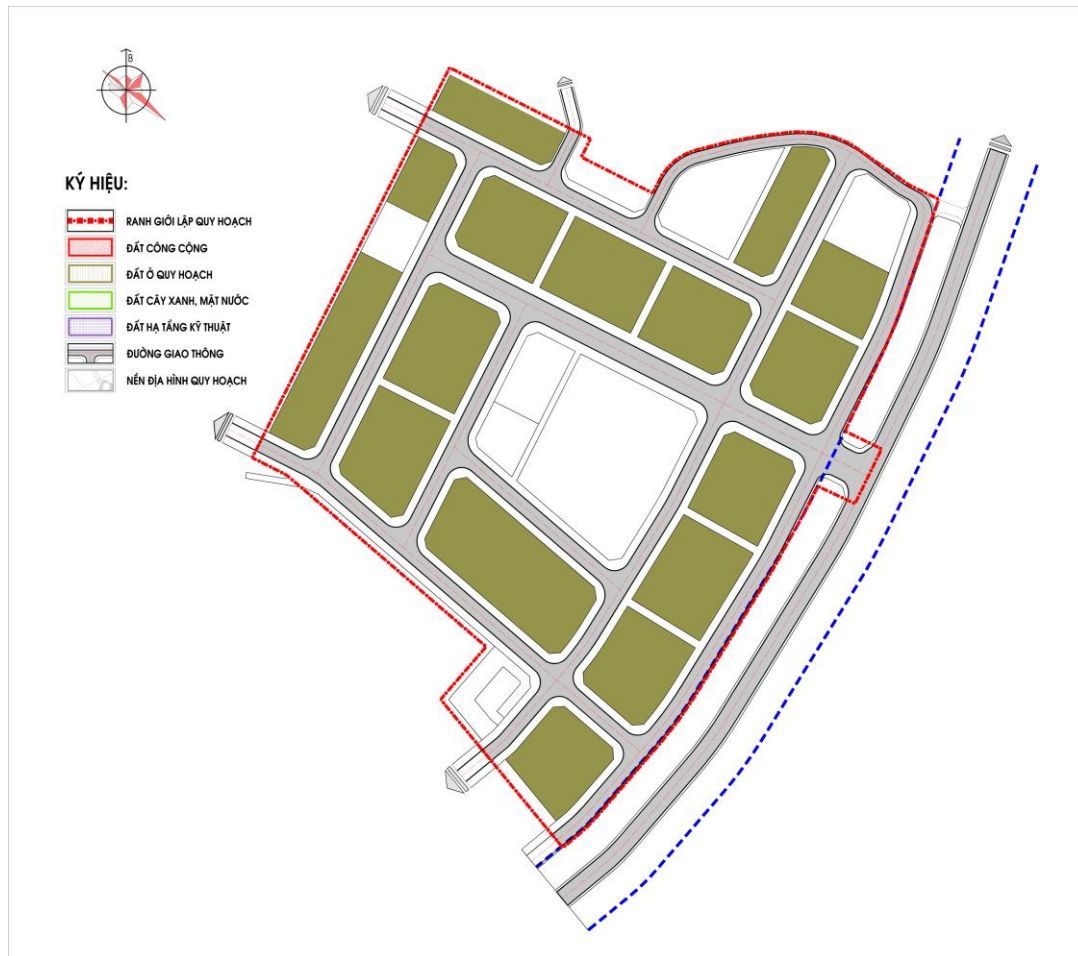 B
KÝ HIỆU:
RANH GIỚI LẬP QUY HOẠCH
ĐẤT CÔNG CỘNG
ĐẤT Ở QUY HOẠCH
ĐẤT CÂY XANH, MẶT NƯỚC
ĐẤT HẠ TẦNG KỸ THUẬT
ĐƯỜNG GIAO THÔNG
NỀN ĐỊA HÌNH QUY HOẠCH